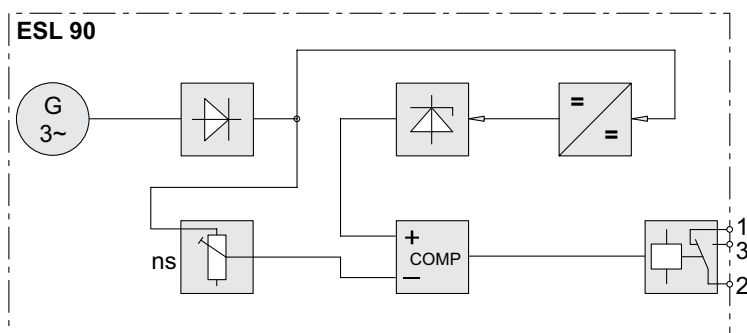 ESL 90
G
3~
=
=
ns
+
COMP
−
1
3
2